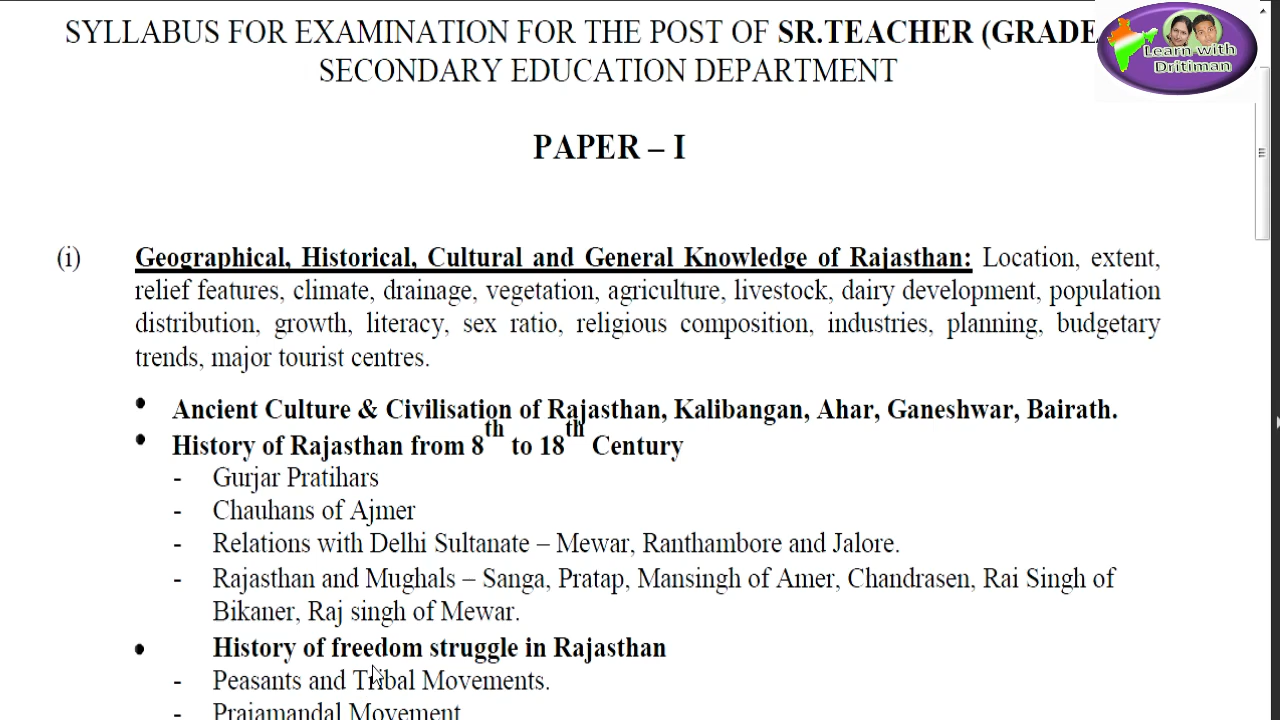 SYLLABUS FOR EXAMINATION FOR THE POST OF SR.TEACHER (GRADE
SECONDARY EDUCATION DEPARTMENT
Learn with
Dritiman
PAPER – I
(i) Geographical, Historical, Cultural and General Knowledge of Rajasthan: Location, extent,
relief features, climate, drainage, vegetation, agriculture, livestock, dairy development, population
distribution, growth, literacy, sex ratio, religious composition, industries, planning, budgetary
trends, major tourist centres.
• Ancient Culture & Civilisation of Rajasthan, Kalibangan, Ahar, Ganeshwar, Bairath.
• History of Rajasthan from 8th to 18th Century
- Gurjar Pratihars
- Chauhans of Ajmer
- Relations with Delhi Sultanate – Mewar, Ranthambore and Jalore.
- Rajasthan and Mughals – Sanga, Pratap, Mansingh of Amer, Chandrasen, Rai Singh of
Bikaner, Raj singh of Mewar.
• History of freedom struggle in Rajasthan
- Peasants and Tribal Movements.
- Prajamandal Movement